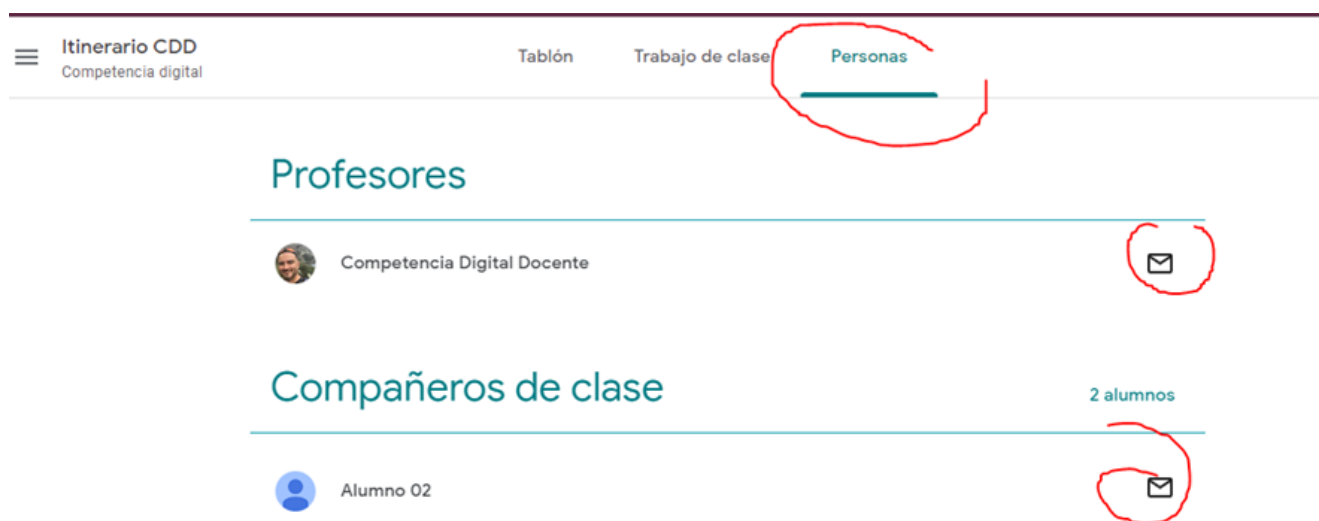 Itinerario CDD
Competencia digital
Tablón Trabajo de clase Personas
Profesores
Competencia Digital Docente
Compañeros de clase
2 alumnos
Alumno 02